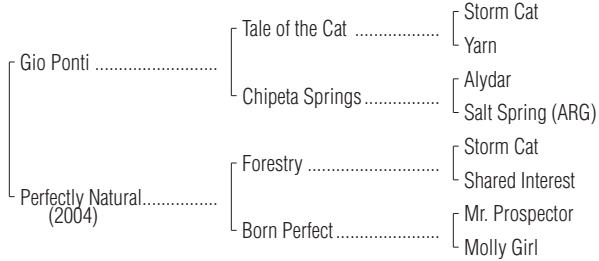 Storm Cat
Tale of the Cat ..................
Yarn
Gio Ponti ..........................
Alydar
Chipeta Springs................
Salt Spring (ARG)
Storm Cat
Forestry ............................
Shared Interest
Perfectly Natural................
(2004)
Mr. Prospector
Born Perfect......................
Molly Girl